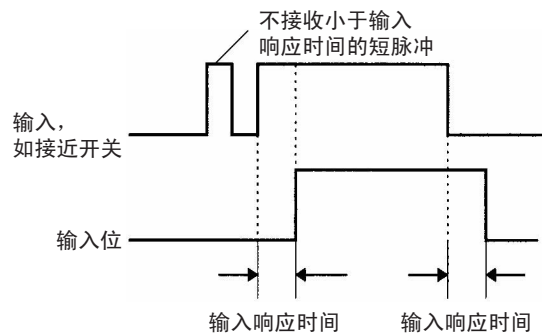 不接收小于输入
响应时间的短脉冲
输入，
如接近开关
输入位
输入响应时间
输入响应时间